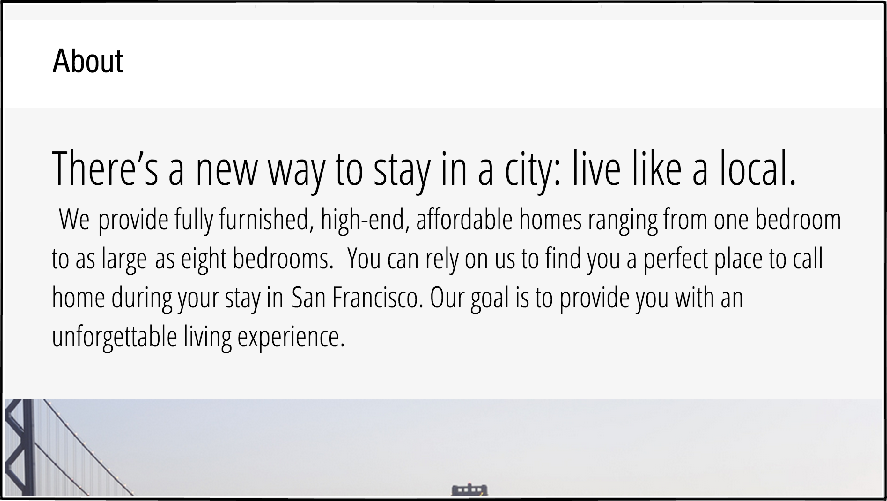 About
There’s a new way to stay in a city: live like a local.
We provide fully furnished, high-end, affordable homes ranging from one bedroom
to as large as eight bedrooms.  You can rely on us to find you a perfect place to call
home during your stay in San Francisco. Our goal is to provide you with an
unforgettable living experience.